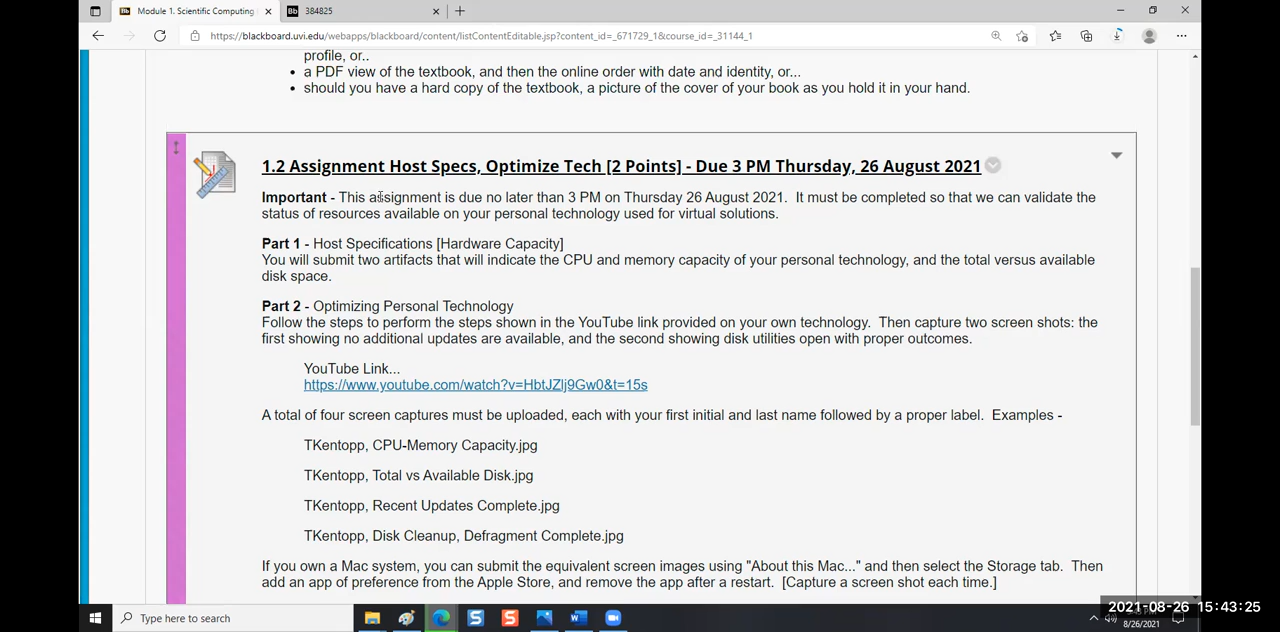 Module 1. Scientific Computing
Bb 384825
https://blackboard.uvi.edu/webapps/blackboard/content/listContentEditable.jsp?content_id=_671729_1&course_id=_31144_1
profile, or..
• a PDF view of the textbook, and then the online order with date and identity, or...
• should you have a hard copy of the textbook, a picture of the cover of your book as you hold it in your hand.
1.2 Assignment Host Specs, Optimize Tech [2 Points] - Due 3 PM Thursday, 26 August 2021
Important - This assignment is due no later than 3 PM on Thursday 26 August 2021. It must be completed so that we can validate the
status of resources available on your personal technology used for virtual solutions.
Part 1 - Host Specifications [Hardware Capacity]
You will submit two artifacts that will indicate the CPU and memory capacity of your personal technology, and the total versus available
disk space.
Part 2 - Optimizing Personal Technology
Follow the steps to perform the steps shown in the YouTube link provided on your own technology. Then capture two screen shots: the
first showing no additional updates are available, and the second showing disk utilities open with proper outcomes.
YouTube Link...
https://www.youtube.com/watch?v=HbtJZlj9Gw0&t=15s
A total of four screen captures must be uploaded, each with your first initial and last name followed by a proper label. Examples -
TKentopp, CPU-Memory Capacity.jpg
TKentopp, Total vs Available Disk.jpg
TKentopp, Recent Updates Complete.jpg
TKentopp, Disk Cleanup, Defragment Complete.jpg
If you own a Mac system, you can submit the equivalent screen images using "About this Mac..." and then select the Storage tab. Then
add an app of preference from the Apple Store, and remove the app after a restart. [Capture a screen shot each time.]
Type here to search
2021-08-26 15:43:25
8/26/2021